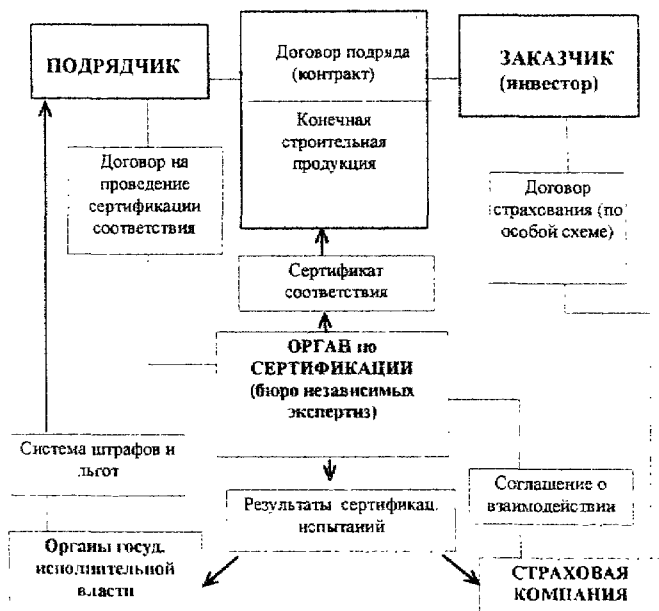 ПОДРЯДЧИК
Договор подряда
(контракт)
Конечная
строительная
продукция
ЗАКАЗЧИК
(инвестор)
Договор на
проведение
сертификации
соответствия
Договор
страхования (по
особой схеме)
Сертификат
соответствия
ОРГАН по
СЕРТИФИКАЦИИ
(бюро независимых
экспертиз)
Система штрафов и
льгот
Результаты сертификац.
испытаний
Соглашение о
взаимодействии
Органы госуд.
исполнительной
власти
СТРАХОВАЯ
КОМПАНИЯ